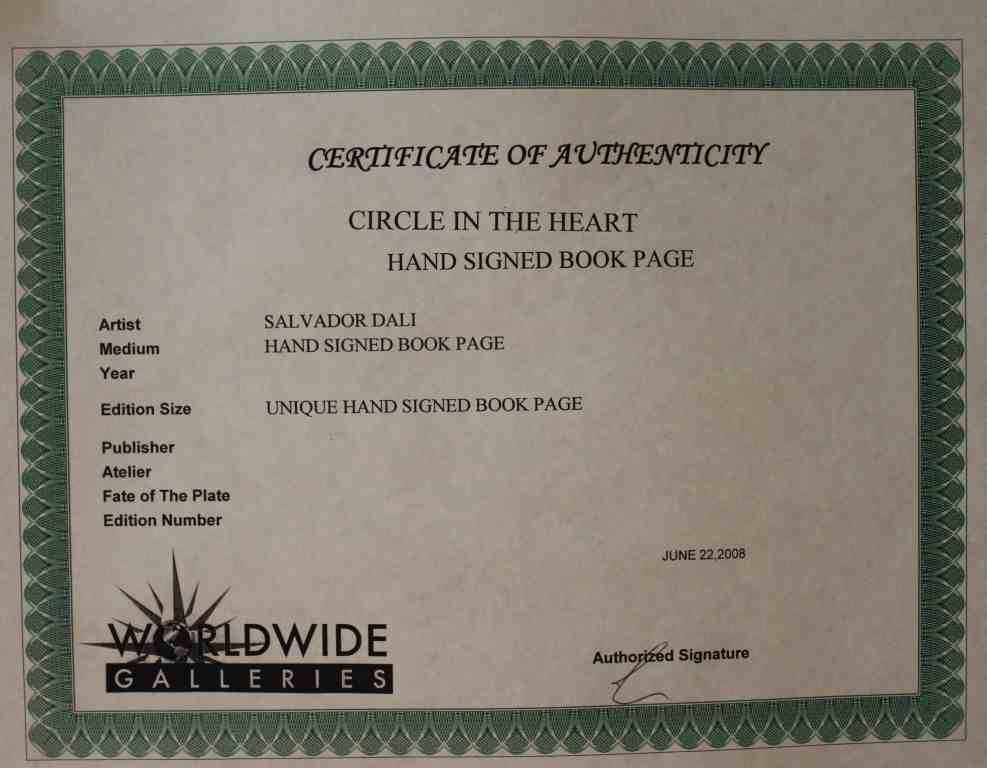 CERTIFICATE OF AUTHENTICITY
CIRCLE IN THE HEART
HAND SIGNED BOOK PAGE
Artist SALVADOR DALI
Medium HAND SIGNED BOOK PAGE
Year
Edition Size UNIQUE HAND SIGNED BOOK PAGE
Publisher
Atelier
Fate of The Plate
Edition Number
JUNE 22,2008
WORLDWIDE
GALLERIES
Authorized Signature